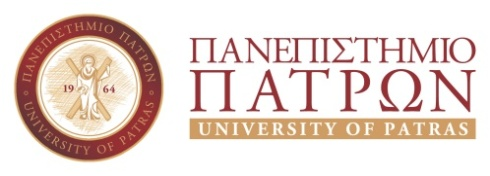 ΠΑΝΕΠΙΣΤΗΜΙΟ ΠΑΤΡΩΝ
19 64
UNIVERSITY OF PATRAS
ΠΑΝΕΠΙΣΤΗΜΙΟ
ΠΑΤΡΩΝ
UNIVERSITY OF PATRAS